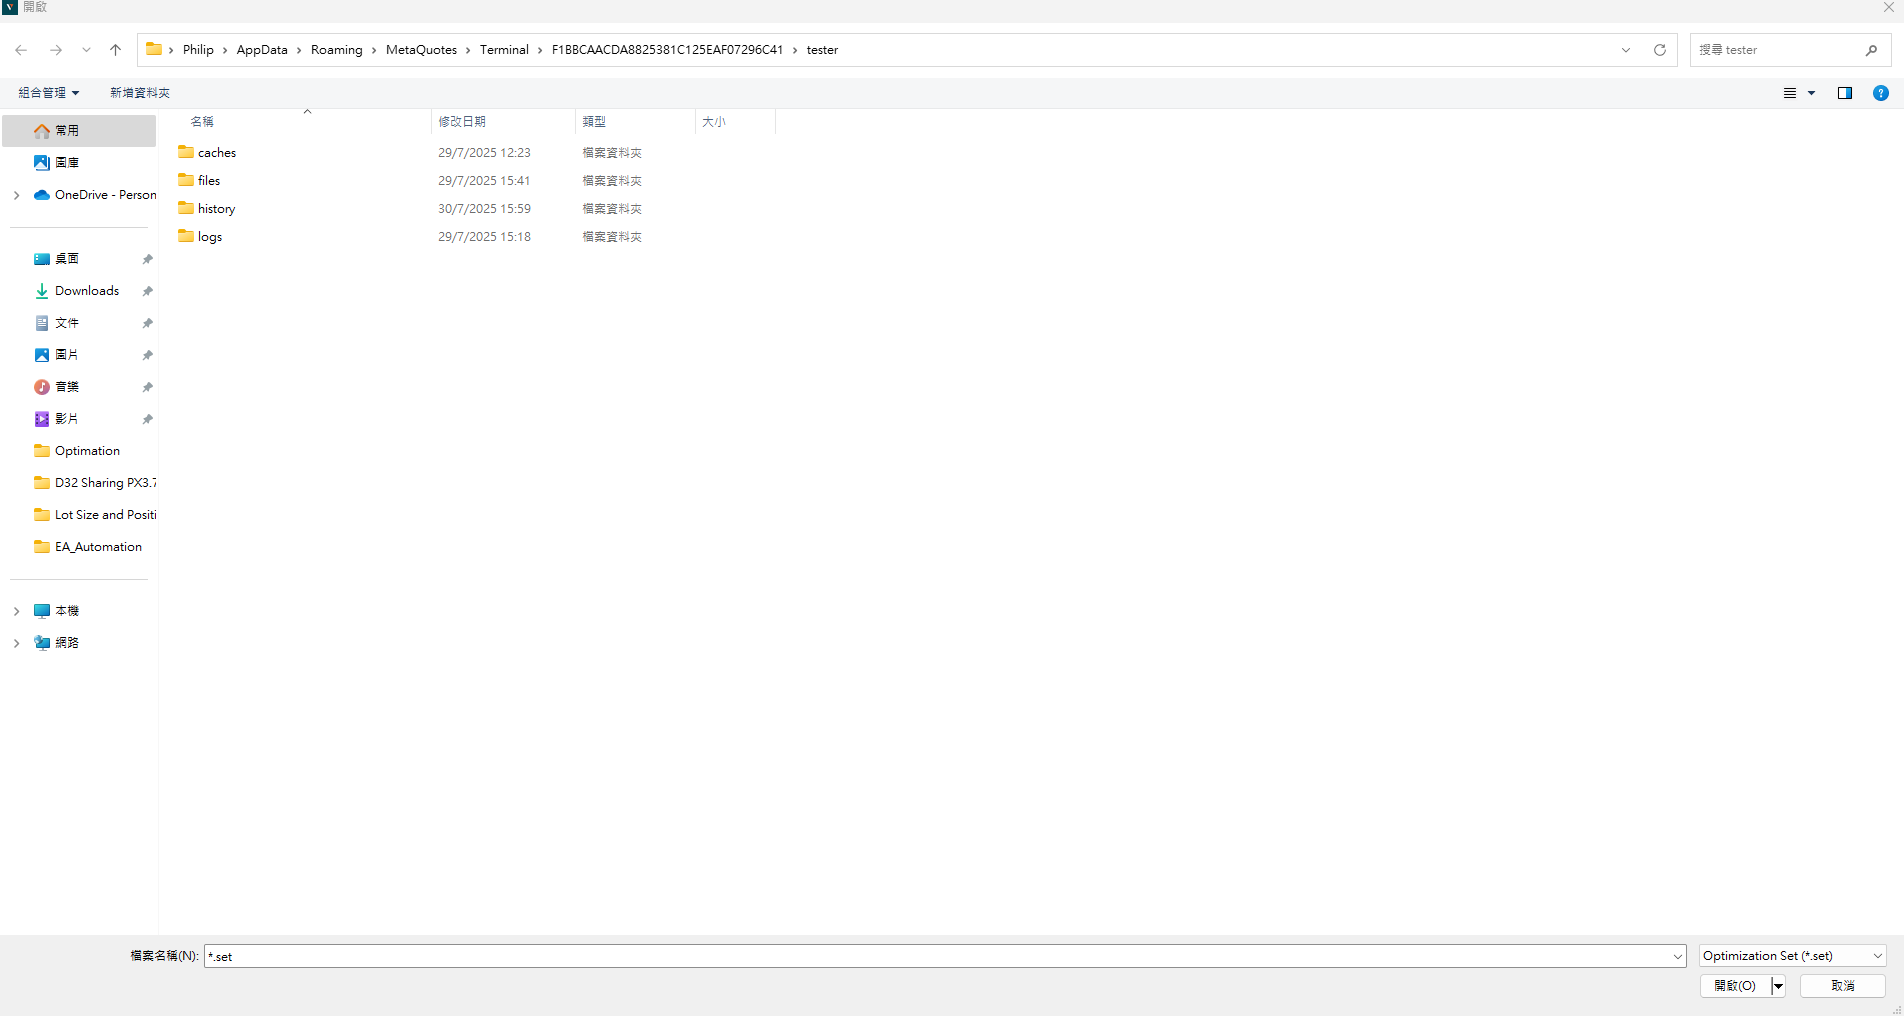 開啟
Philip › AppData › Roaming › MetaQuotes › Terminal › F1BBCAACDA8825381C125EAF07296C41 › tester
搜尋 tester
組合管理 新增資料夾
名稱 修改日期 類型 大小
caches 29/7/2025 12:23 檔案資料夾
files 29/7/2025 15:41 檔案資料夾
history 30/7/2025 15:59 檔案資料夾
logs 29/7/2025 15:18 檔案資料夾
常用
圖庫
OneDrive - Person
桌面
Downloads
文件
圖片
音樂
影片
Optimation
D32 Sharing PX3.7
Lot Size and Positi
EA_Automation
本機
網路
檔案名稱(N): *.set
Optimization Set (*.set)
開啟(O) 取消